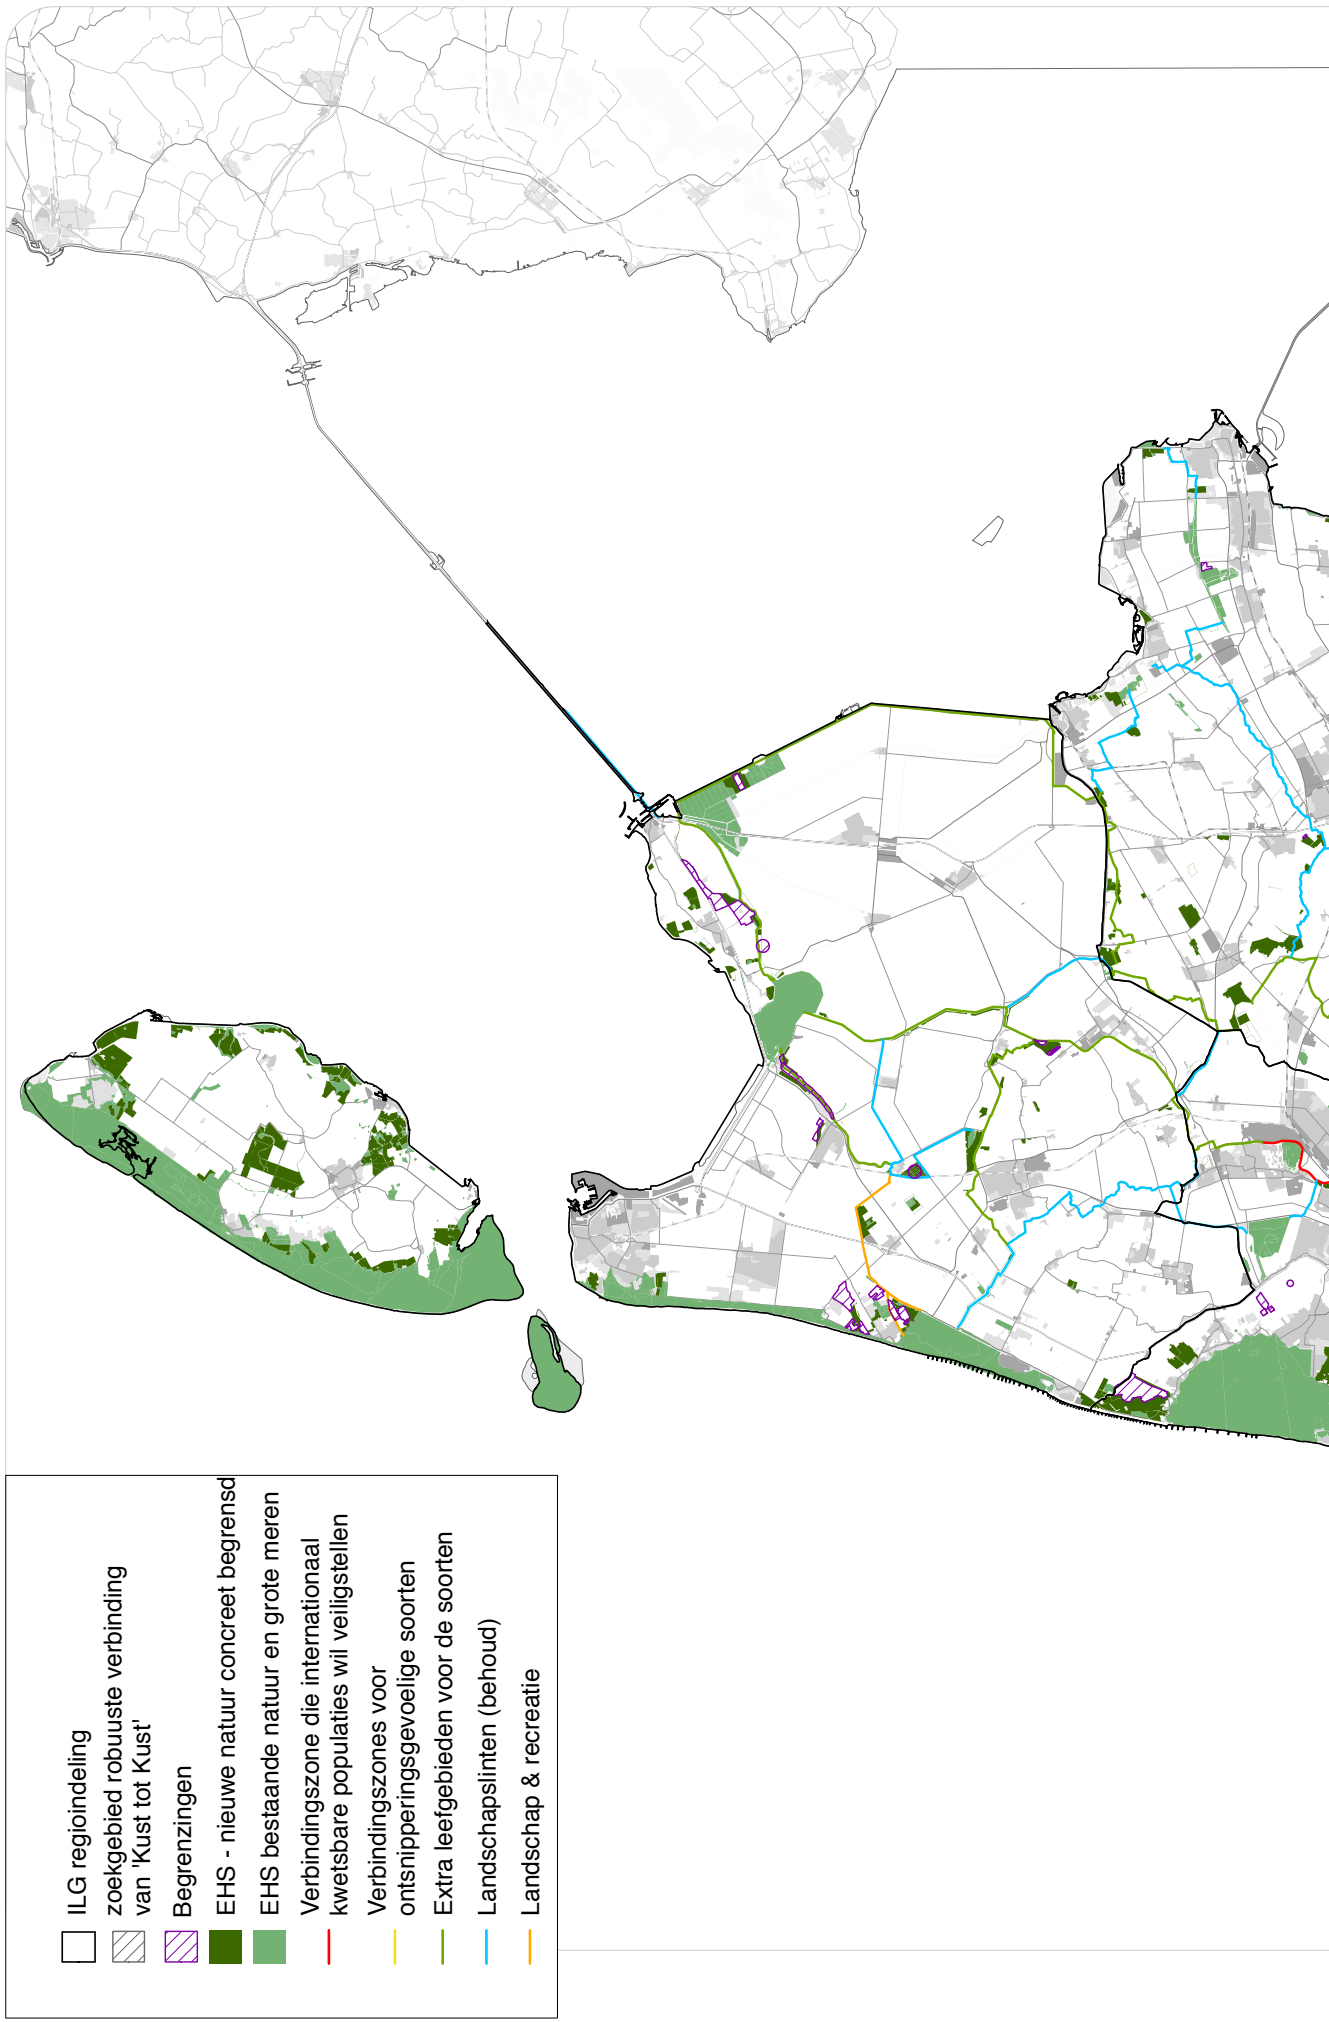 ILG regioindeling
zoekgebied robuuste verbinding
van 'Kust tot Kust'
Begrenzingen
EHS - nieuwe natuur concreet begrensd
EHS bestaande natuur en grote meren
Verbindingszone die internationaal
kwetsbare populaties wil veiligstellen
Verbindingszones voor
ontsnipperingsgevoelige soorten
Extra leefgebieden voor de soorten
Landschapslinten (behoud)
Landschap & recreatie